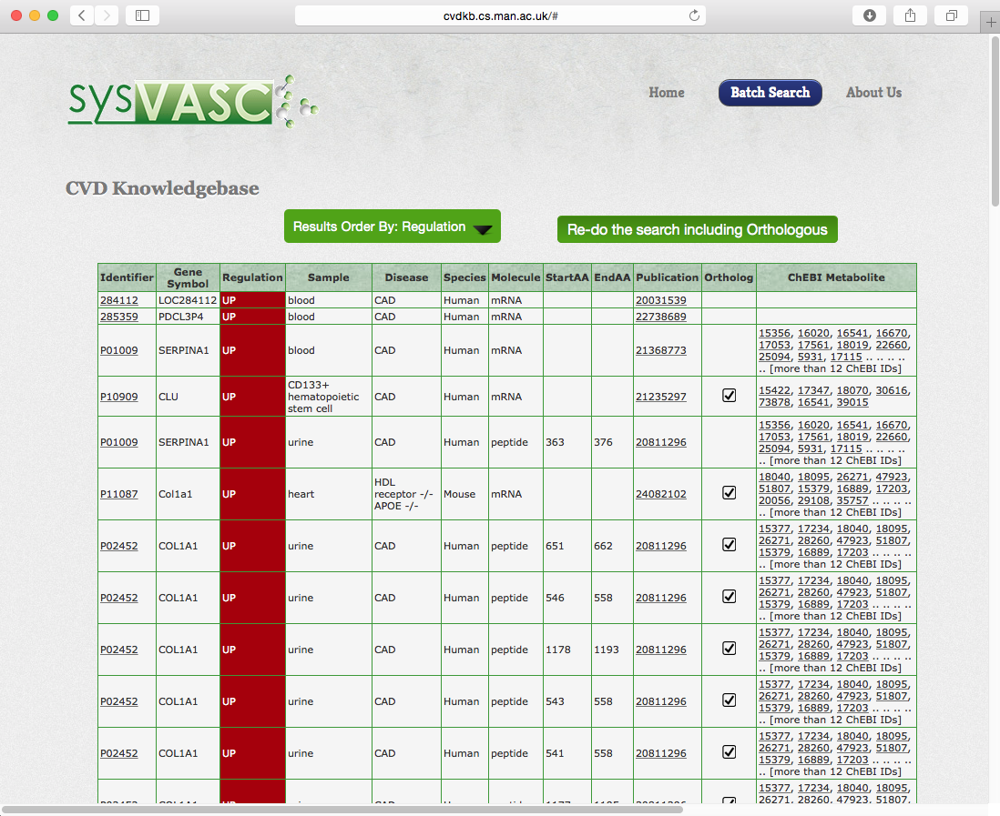 cvdkb.cs.man.ac.uk/#
sysVASC
Home Batch Search About Us
CVD Knowledgebase
Results Order By: Regulation
Re-do the search including Orthologous
Identifier Gene Symbol Regulation Sample Disease Species Molecule StartAA EndAA Publication Ortholog ChEBI Metabolite
284112 LOC284112 UP blood CAD Human mRNA 20031539
285359 PDCL3P4 UP blood CAD Human mRNA 22738689
P01009 SERPINA1 UP blood CAD Human mRNA 21368773
15356, 16020, 16541, 16670,
17053, 17561, 18019, 22660,
25094, 5931, 17115 .. .. .. ..
.. [more than 12 ChEBI IDs]
P10909 CLU UP CD133+
hematopoietic
stem cell CAD Human mRNA 21235297
15422, 17347, 18070, 30616,
73878, 16541, 39015
P01009 SERPINA1 UP urine CAD Human peptide 363 376 20811296
15356, 16020, 16541, 16670,
17053, 17561, 18019, 22660,
25094, 5931, 17115 .. .. .. ..
.. [more than 12 ChEBI IDs]
P11087 Col1a1 UP heart HDL
receptor -/-
APOE -/- Mouse mRNA 24082102
18040, 18095, 26271, 47923,
51807, 15379, 16889, 17203,
20056, 29108, 35757 .. .. .. ..
.. [more than 12 ChEBI IDs]
P02452 COL1A1 UP urine CAD Human peptide 651 662 20811296
15377, 17234, 18040, 18095,
26271, 28260, 47923, 51807,
15379, 16889, 17203 .. .. .. ..
.. [more than 12 ChEBI IDs]
P02452 COL1A1 UP urine CAD Human peptide 546 558 20811296
15377, 17234, 18040, 18095,
26271, 28260, 47923, 51807,
15379, 16889, 17203 .. .. .. ..
.. [more than 12 ChEBI IDs]
P02452 COL1A1 UP urine CAD Human peptide 1178 1193 20811296
15377, 17234, 18040, 18095,
26271, 28260, 47923, 51807,
15379, 16889, 17203 .. .. .. ..
.. [more than 12 ChEBI IDs]
P02452 COL1A1 UP urine CAD Human peptide 543 558 20811296
15377, 17234, 18040, 18095,
26271, 28260, 47923, 51807,
15379, 16889, 17203 .. .. .. ..
.. [more than 12 ChEBI IDs]
P02452 COL1A1 UP urine CAD Human peptide 541 558 20811296
15377, 17234, 18040, 18095,
26271, 28260, 47923, 51807,
15379, 16889, 17203 .. .. .. ..
.. [more than 12 ChEBI IDs]
15377, 17234, 18040, 18095,
26271, 28260, 47923, 51807,